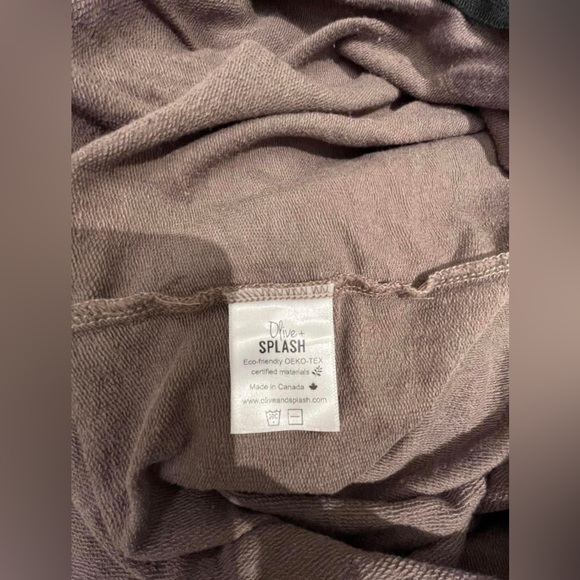 Olive +
SPLASH
Eco-friendly OEKO-TEX
certified materials
Made in Canada
www.oliveandsplash.com